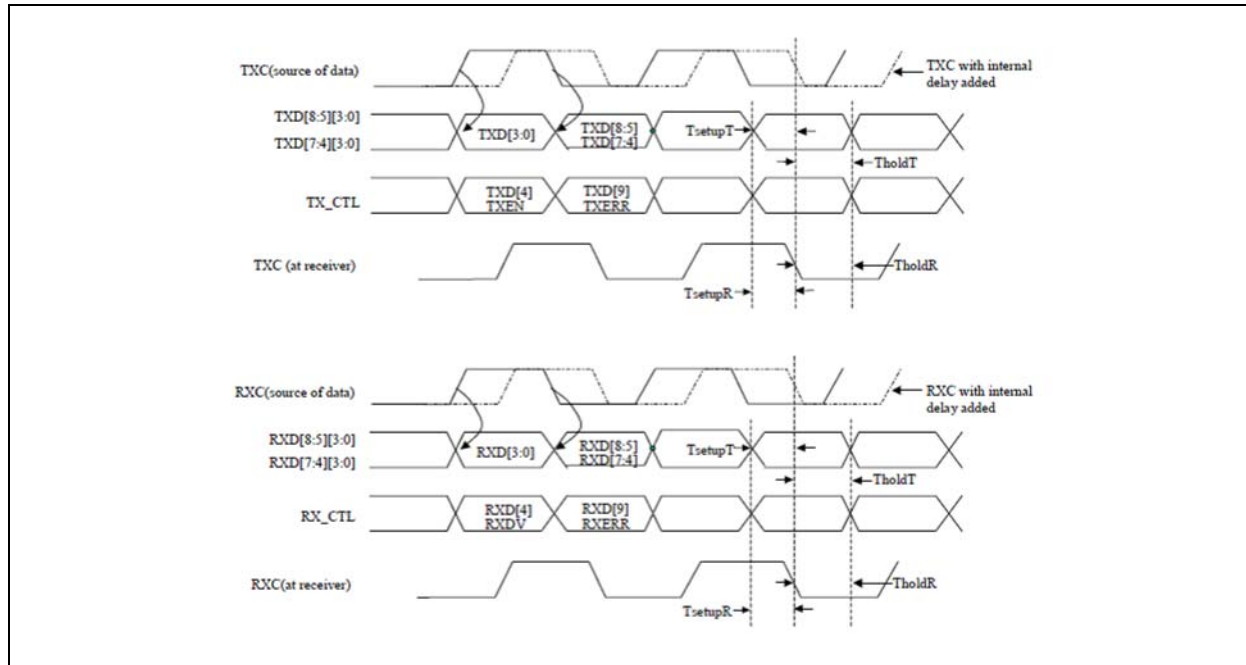 TXC(source of data)
TXC with internal
delay added
TXD[8:5][3:0]
TXD[7:4][3:0]
TXD[3:0]
TXD[8:5]
TXD[7:4]
TsetupT
TholdT
TX_CTL
TXD[4]
TXEN
TXD[9]
TXERR
TXC (at receiver)
TholdR
TsetupR
RXC(source of data)
RXC with internal
delay added
RXD[8:5][3:0]
RXD[7:4][3:0]
RXD[3:0]
RXD[8:5]
RXD[7:4]
TsetupT
TholdT
RX_CTL
RXD[4]
RXDV
RXD[9]
RXERR
RXC(at receiver)
TholdR
TsetupR